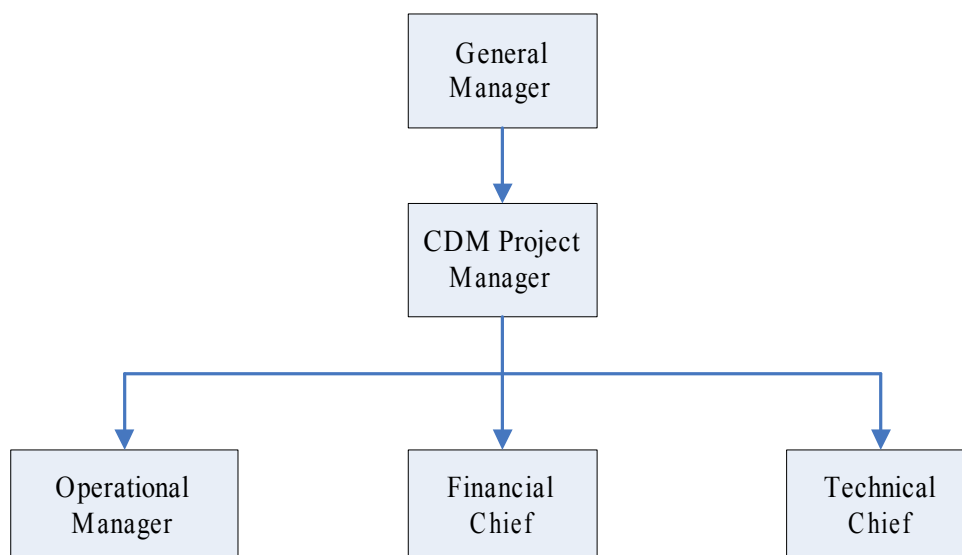 General
Manager
CDM Project
Manager
Operational
Manager
Financial
Chief
Technical
Chief